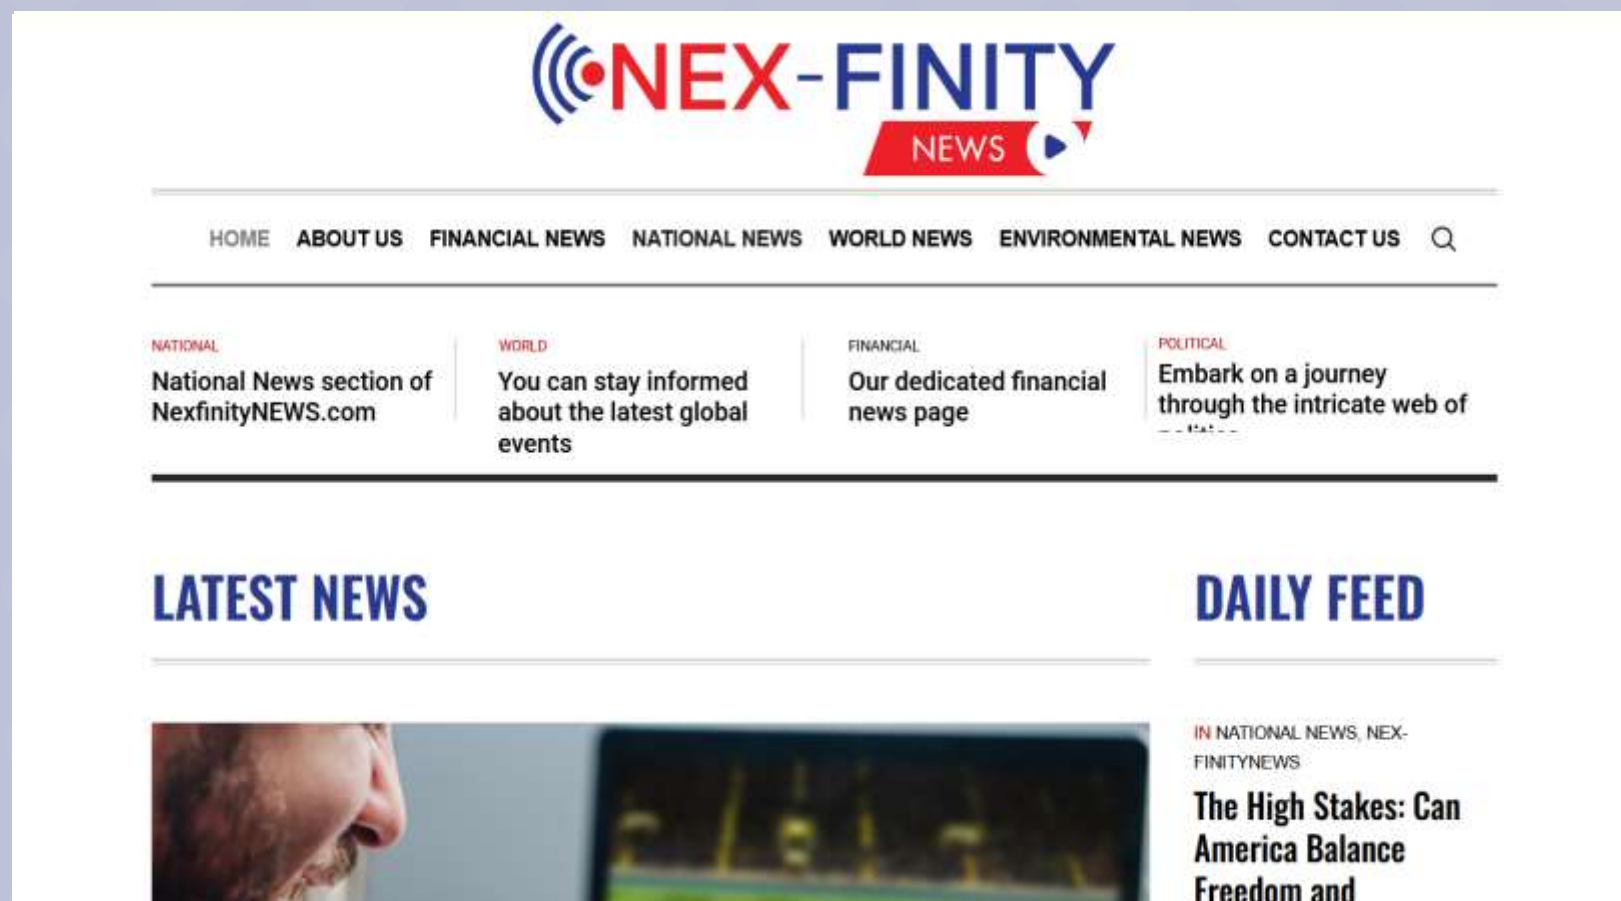 NEX-FINITY
NEWS
HOME ABOUT US FINANCIAL NEWS NATIONAL NEWS WORLD NEWS ENVIRONMENTAL NEWS CONTACT US
NATIONAL
National News section of
NexfinityNEWS.com
WORLD
You can stay informed
about the latest global
events
FINANCIAL
Our dedicated financial
news page
POLITICAL
Embark on a journey
through the intricate web of
LATEST NEWS
DAILY FEED
IN NATIONAL NEWS, NEX-
FINITYNEWS
The High Stakes: Can
America Balance
Freedom and